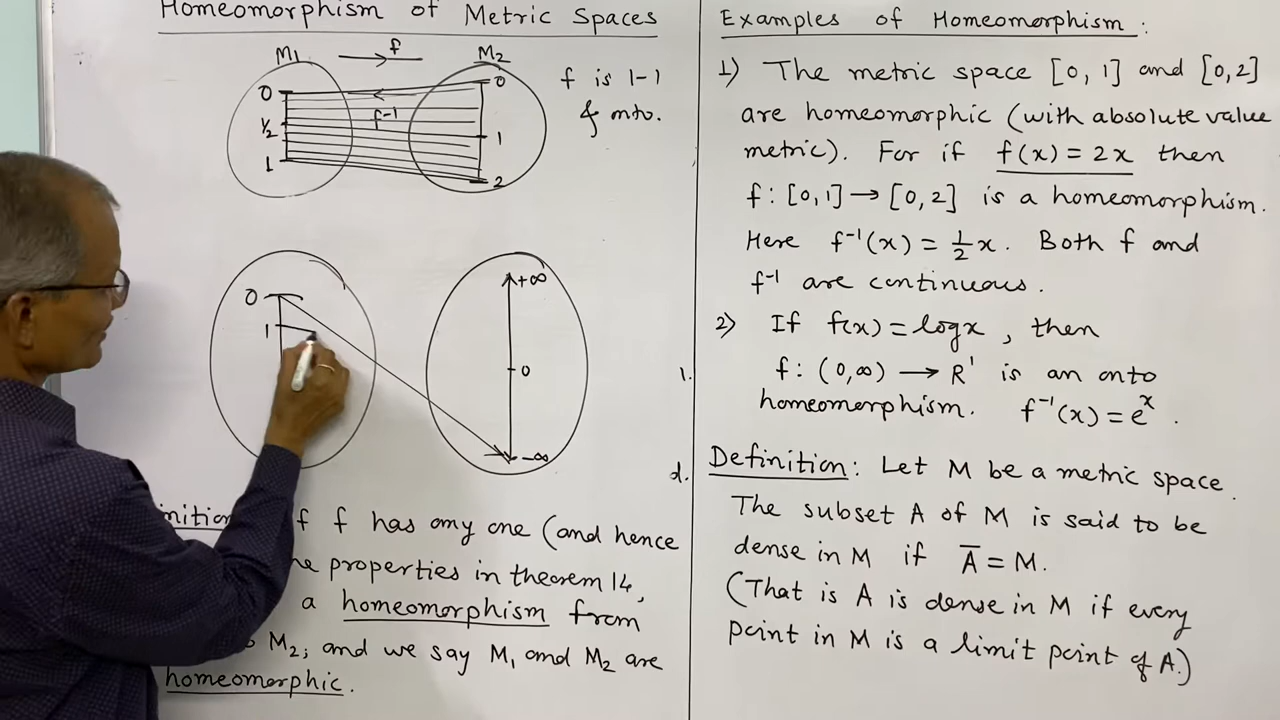 Homeomorphism of Metric Spaces
M1 f M2
0 0
f⁻¹
1/2 1
1 2
f is 1-1
& onto.
0 +∞
1
0
-∞
f f has any one (and hence
properties in theorem 14,
a homeomorphism from
M₂, and we say M₁ and M₂ are
homeomorphic.
Examples of Homeomorphism :
1) The metric space [0, 1] and [0,2]
are homeomorphic (with absolute value
metric). For if f(x) = 2x then
f : [0,1] → [0,2] is a homeomorphism.
Here f⁻¹(x) = 1/2 x. Both f and
f⁻¹ are continuous.
2) If f(x) = log x , then
f : (0,∞) → R¹ is an onto
homeomorphism. f⁻¹(x) = eˣ .
Definition : Let M be a metric space.
The subset A of M is said to be
dense in M if A̅ = M.
(That is A is dense in M if every
point in M is a limit point of A.)